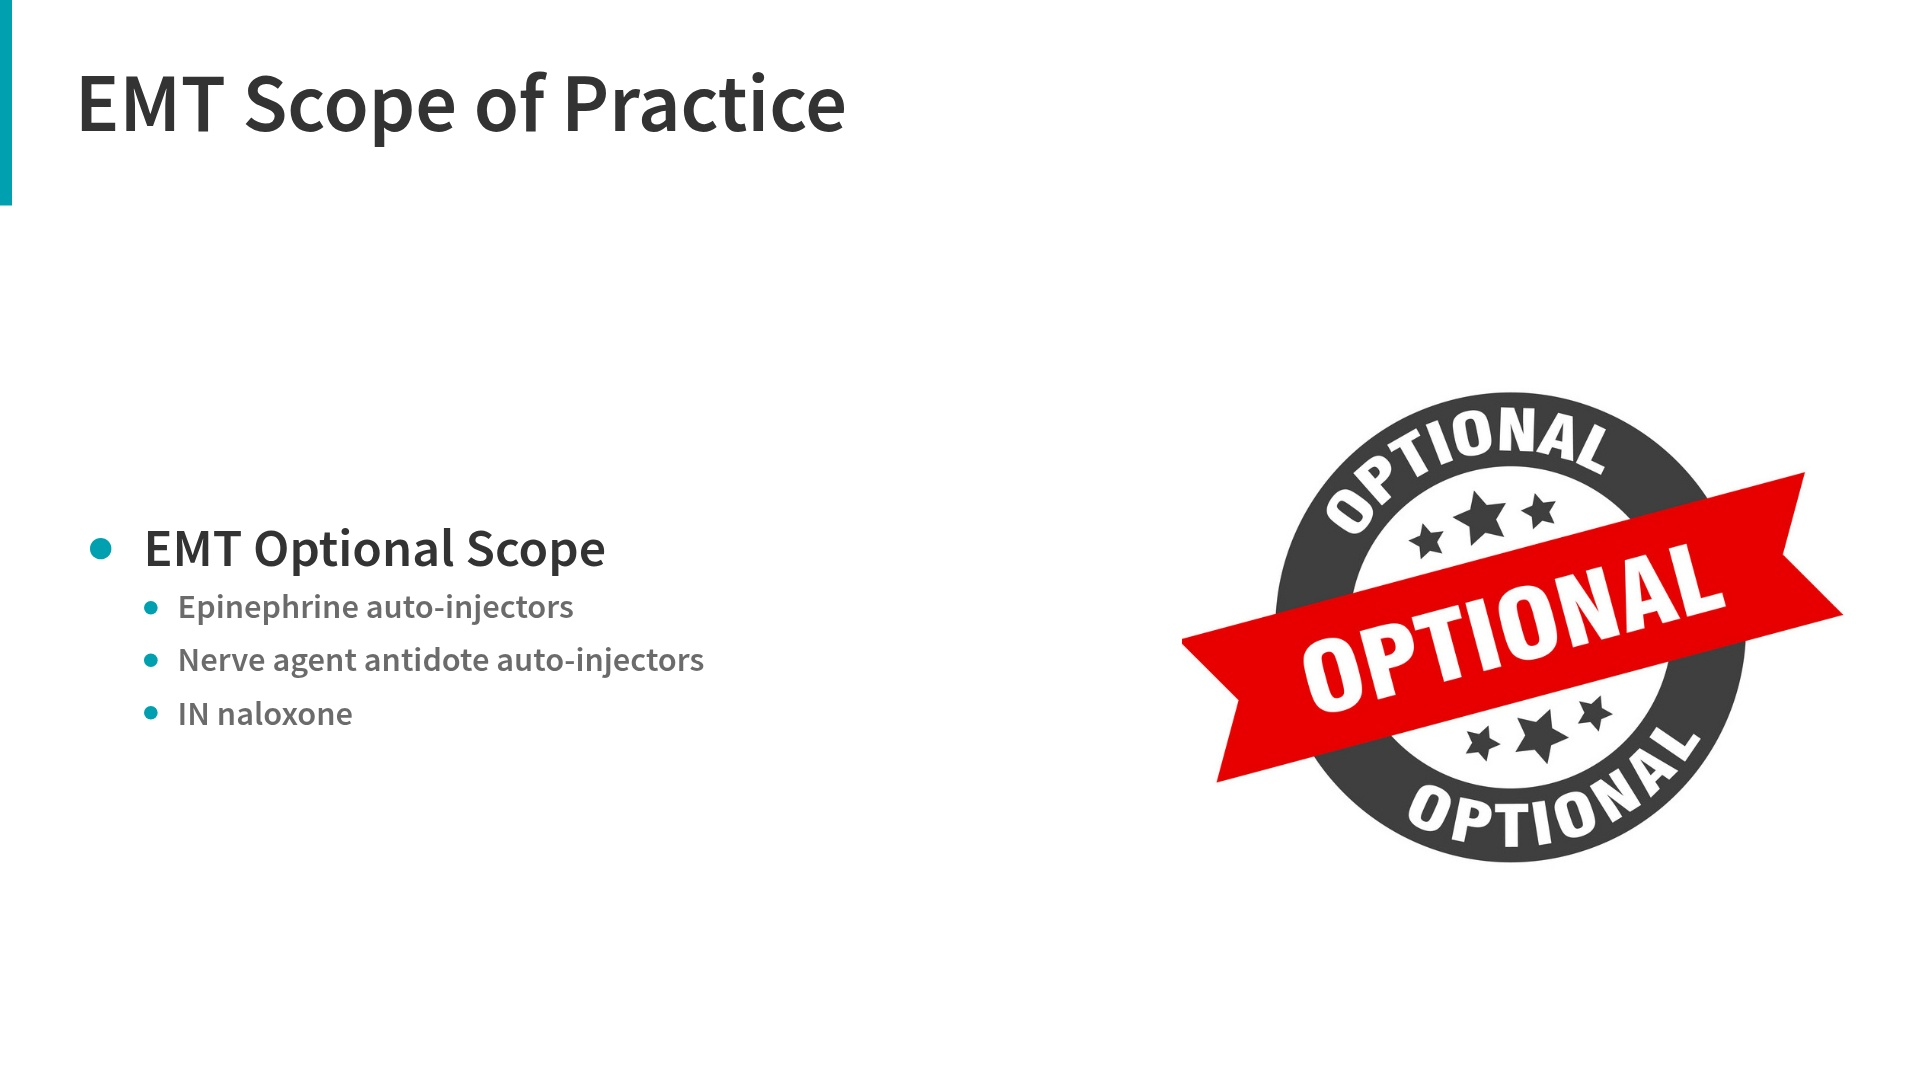 EMT Scope of Practice
EMT Optional Scope
Epinephrine auto-injectors
Nerve agent antidote auto-injectors
IN naloxone
OPTIONAL
OPTIONAL
OPTIONAL